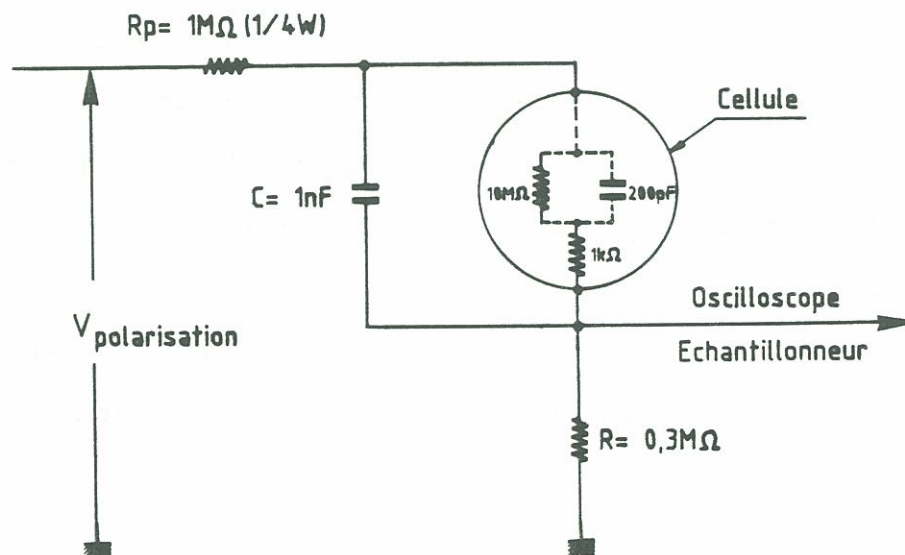 Rp= 1MΩ (1/4W)
Cellule
10MΩ
200pF
C= 1nF
1kΩ
Oscilloscope
V polarisation
Echantillonneur
R= 0,3MΩ